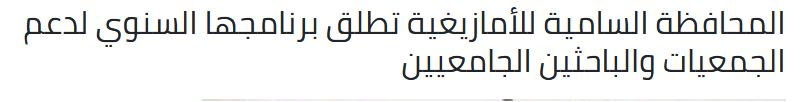 المحافظة السامية للأمازيغية تطلق برنامجها السنوي لدعم
الجمعيات والباحثين الجامعيين